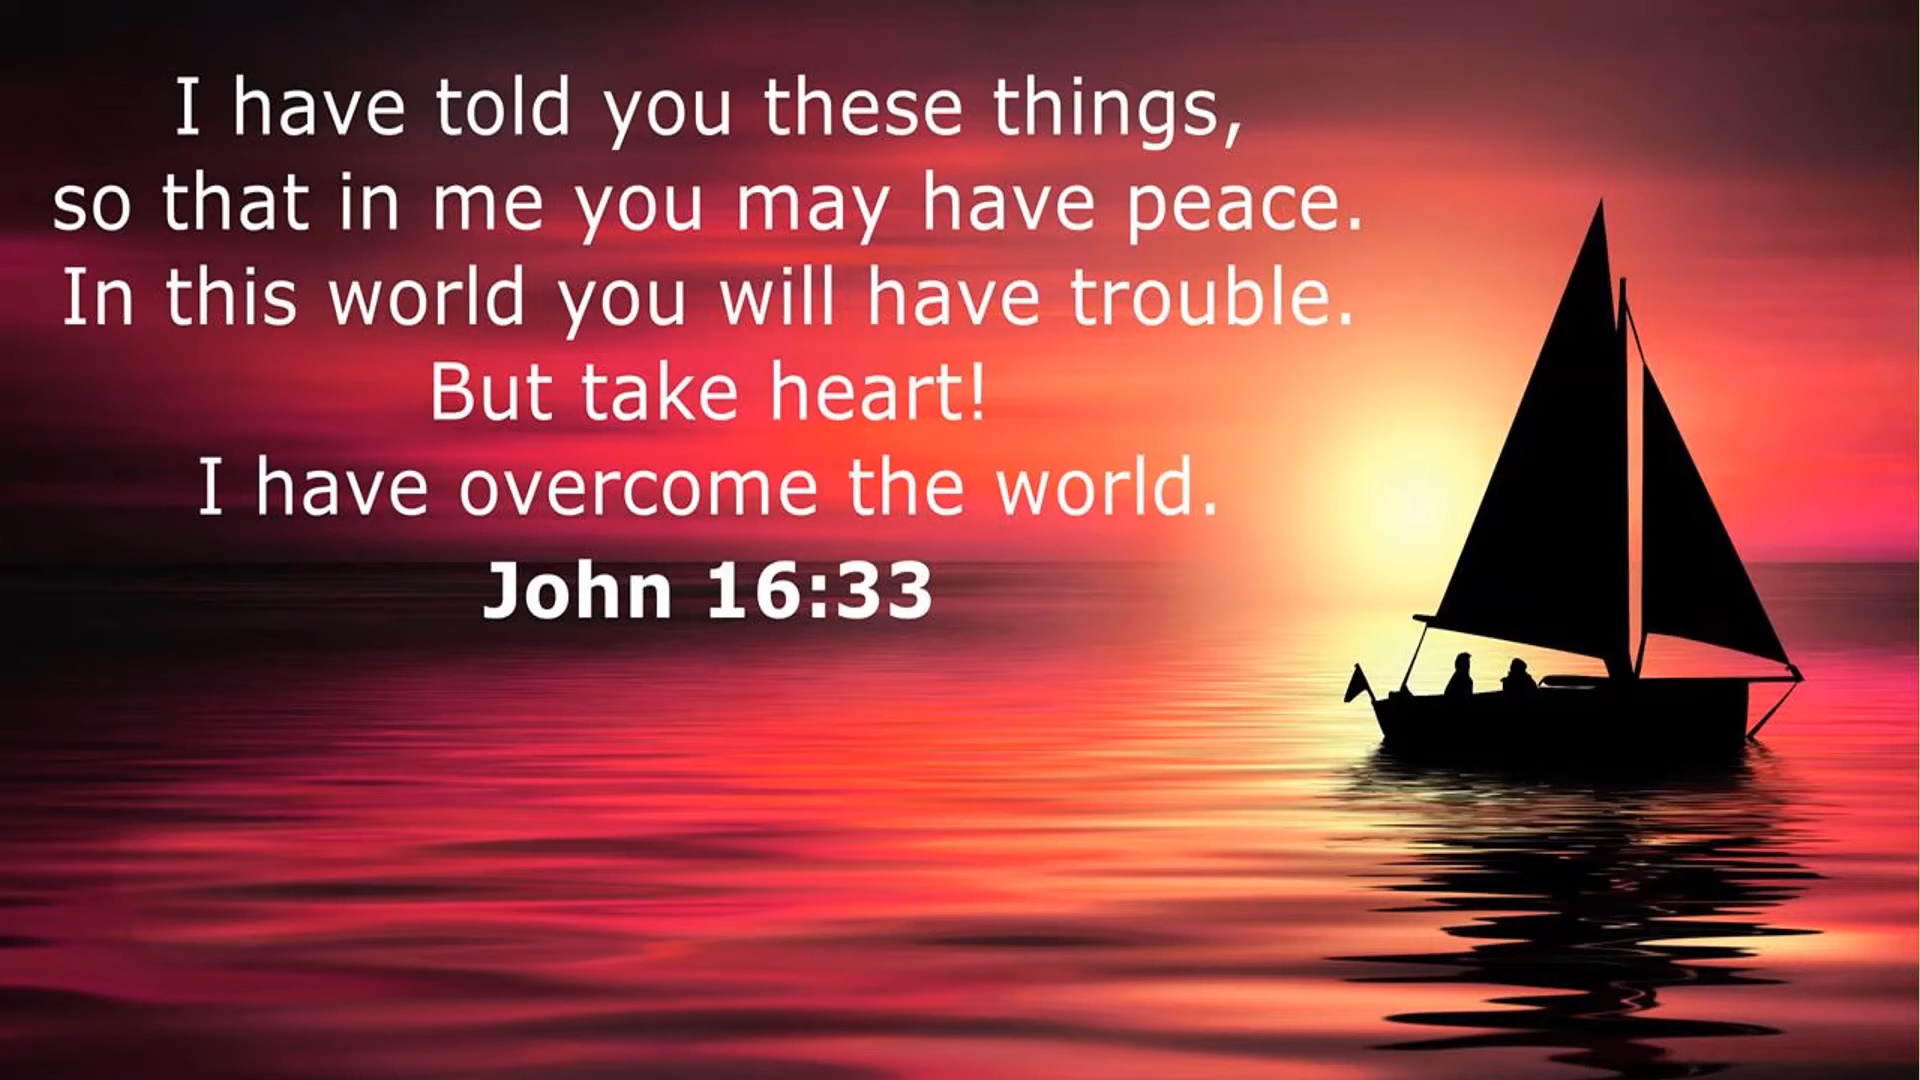 I have told you these things,
so that in me you may have peace.
In this world you will have trouble.
But take heart!
I have overcome the world.
John 16:33